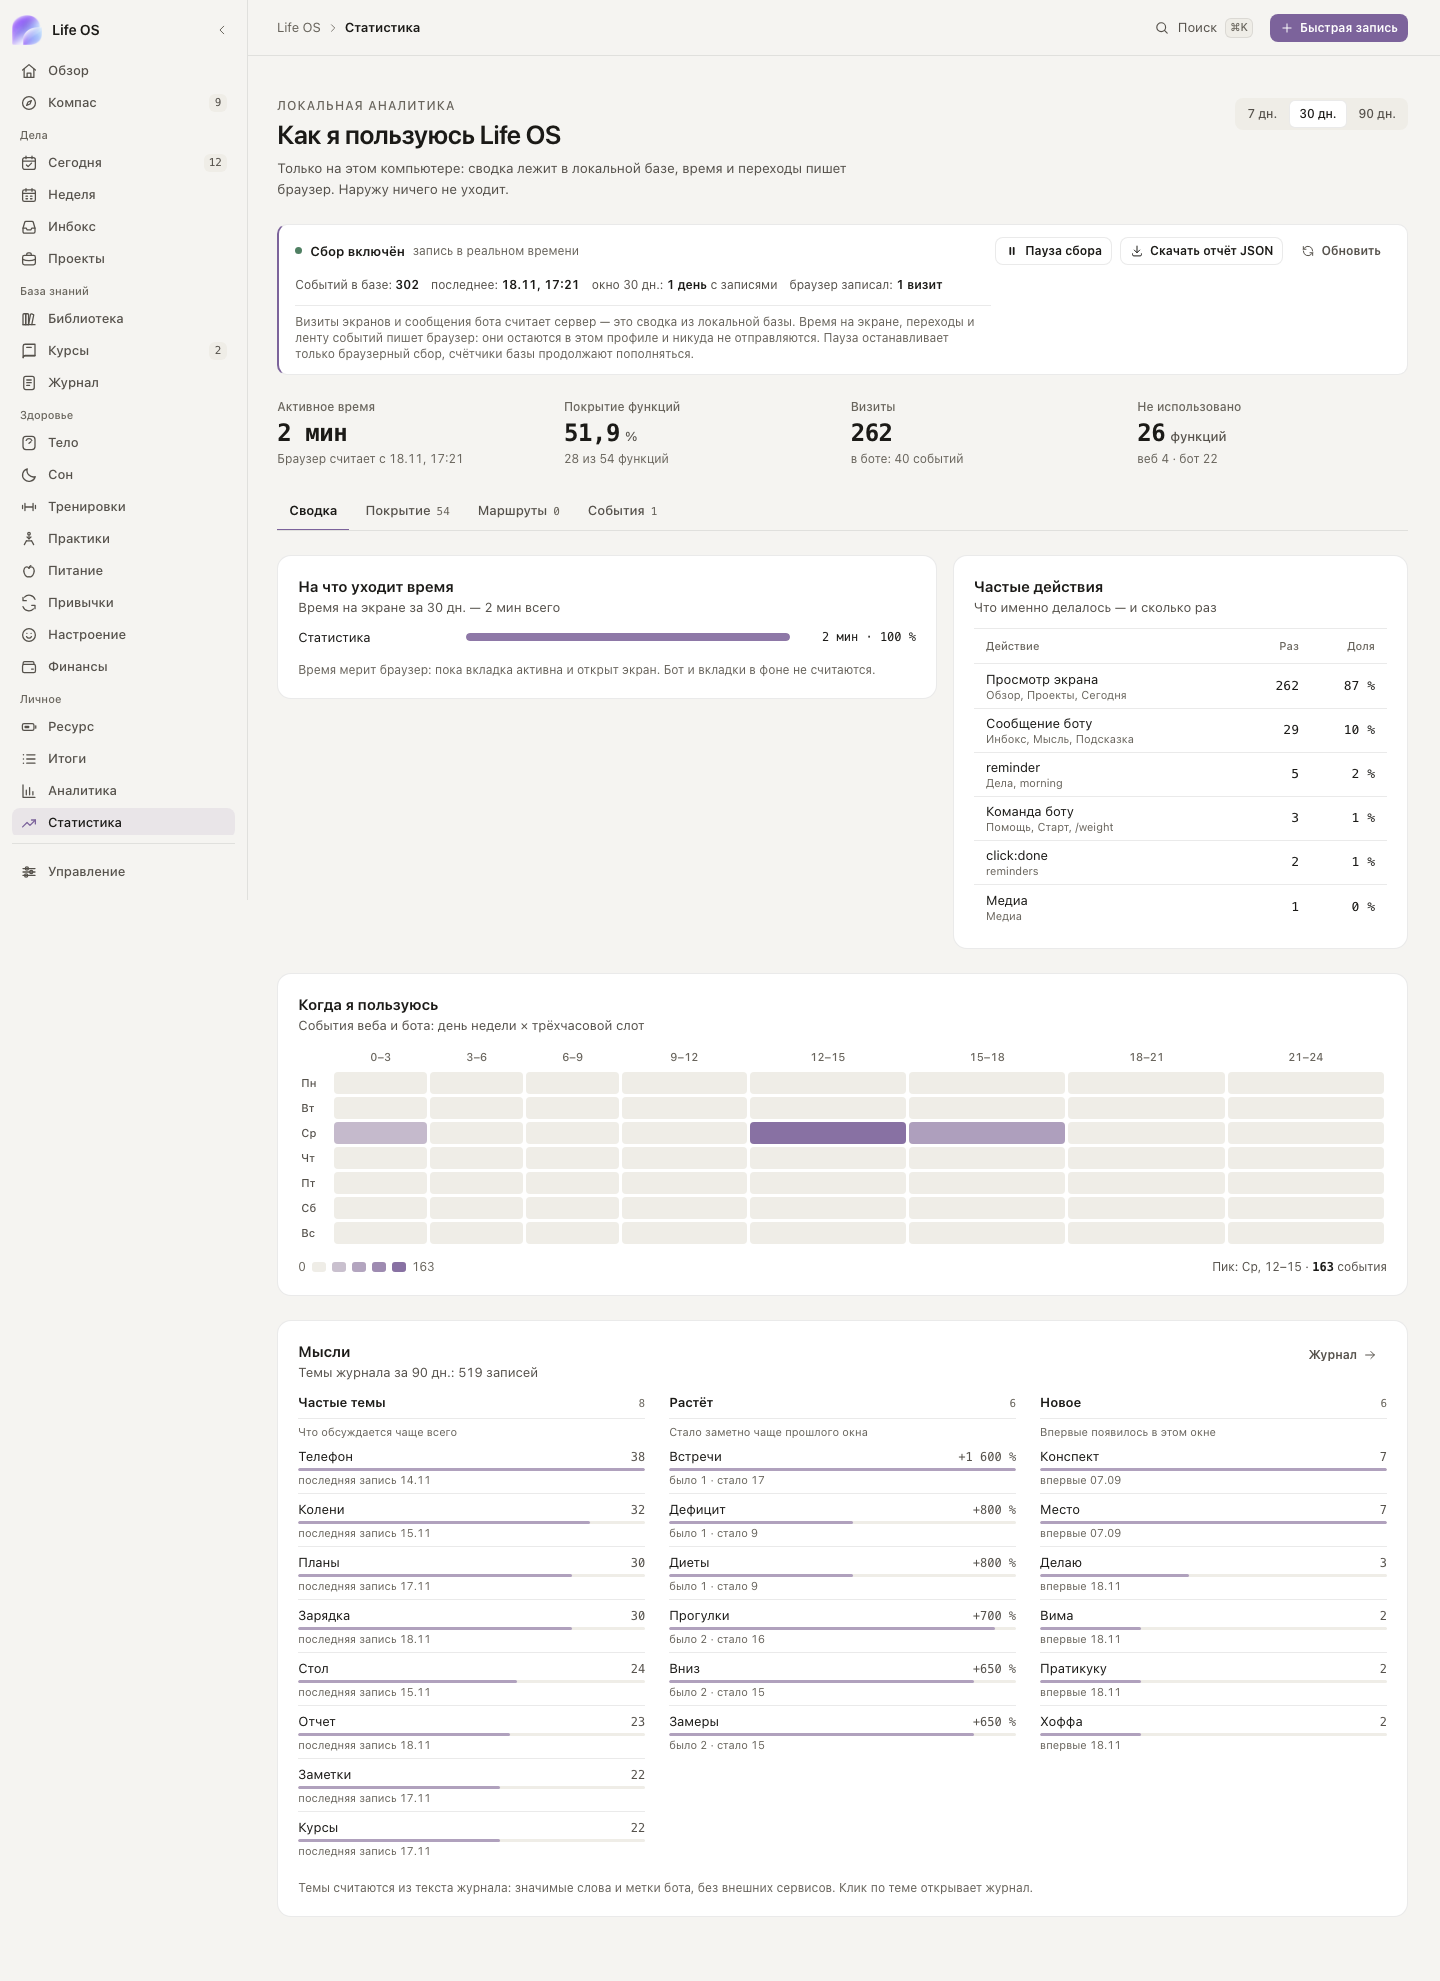 Life OS
Обзор
Компас 9
Дела
Сегодня 12
Неделя
Инбокс
Проекты
База знаний
Библиотека
Курсы 2
Журнал
Здоровье
Тело
Сон
Тренировки
Практики
Питание
Привычки
Настроение
Финансы
Личное
Ресурс
Итоги
Аналитика
Статистика
Управление
Life OS > Статистика
Поиск ⌘K
+ Быстрая запись
ЛОКАЛЬНАЯ АНАЛИТИКА
Как я пользуюсь Life OS
7 дн. 30 дн. 90 дн.
Только на этом компьютере: сводка лежит в локальной базе, время и переходы пишет
браузер. Наружу ничего не уходит.
Сбор включён запись в реальном времени
Пауза сбора Скачать отчёт JSON Обновить
Событий в базе: 302 последнее: 18.11, 17:21 окно 30 дн.: 1 день с записями браузер записал: 1 визит
Визиты экранов и сообщения бота считает сервер — это сводка из локальной базы. Время на экране, переходы и
ленту событий пишет браузер: они остаются в этом профиле и никуда не отправляются. Пауза останавливает
только браузерный сбор, счётчики базы продолжают пополняться.
Активное время
2 мин
Браузер считает с 18.11, 17:21
Покрытие функций
51,9 %
28 из 54 функций
Визиты
262
в боте: 40 событий
Не использовано
26 функций
веб 4 · бот 22
Сводка Покрытие 54 Маршруты 0 События 1
На что уходит время
Время на экране за 30 дн. — 2 мин всего
Статистика 2 мин · 100 %
Время мерит браузер: пока вкладка активна и открыт экран. Бот и вкладки в фоне не считаются.
Частые действия
Что именно делалось — и сколько раз
Действие Раз Доля
Просмотр экрана 262 87 %
Обзор, Проекты, Сегодня
Сообщение боту 29 10 %
Инбокс, Мысль, Подсказка
reminder 5 2 %
Дела, morning
Команда боту 3 1 %
Помощь, Старт, /weight
click:done 2 1 %
reminders
Медиа 1 0 %
Медиа
Когда я пользуюсь
События веба и бота: день недели × трёхчасовой слот
0–3 3–6 6–9 9–12 12–15 15–18 18–21 21–24
Пн
Вт
Ср
Чт
Пт
Сб
Вс
0 163
Пик: Ср, 12–15 · 163 события
Мысли
Темы журнала за 90 дн.: 519 записей
Журнал →
Частые темы 8
Что обсуждается чаще всего
Телефон 38
последняя запись 14.11
Колени 32
последняя запись 15.11
Планы 30
последняя запись 17.11
Зарядка 30
последняя запись 18.11
Стол 24
последняя запись 15.11
Отчет 23
последняя запись 18.11
Заметки 22
последняя запись 17.11
Курсы 22
последняя запись 17.11
Растёт 6
Стало заметно чаще прошлого окна
Встречи +1 600 %
было 1 · стало 17
Дефицит +800 %
было 1 · стало 9
Диеты +800 %
было 1 · стало 9
Прогулки +700 %
было 2 · стало 16
Вниз +650 %
было 2 · стало 15
Замеры +650 %
было 2 · стало 15
Новое 6
Впервые появилось в этом окне
Конспект 7
впервые 07.09
Место 7
впервые 07.09
Делаю 3
впервые 18.11
Вима 2
впервые 18.11
Пратикуку 2
впервые 18.11
Хоффа 2
впервые 18.11
Темы считаются из текста журнала: значимые слова и метки бота, без внешних сервисов. Клик по теме открывает журнал.